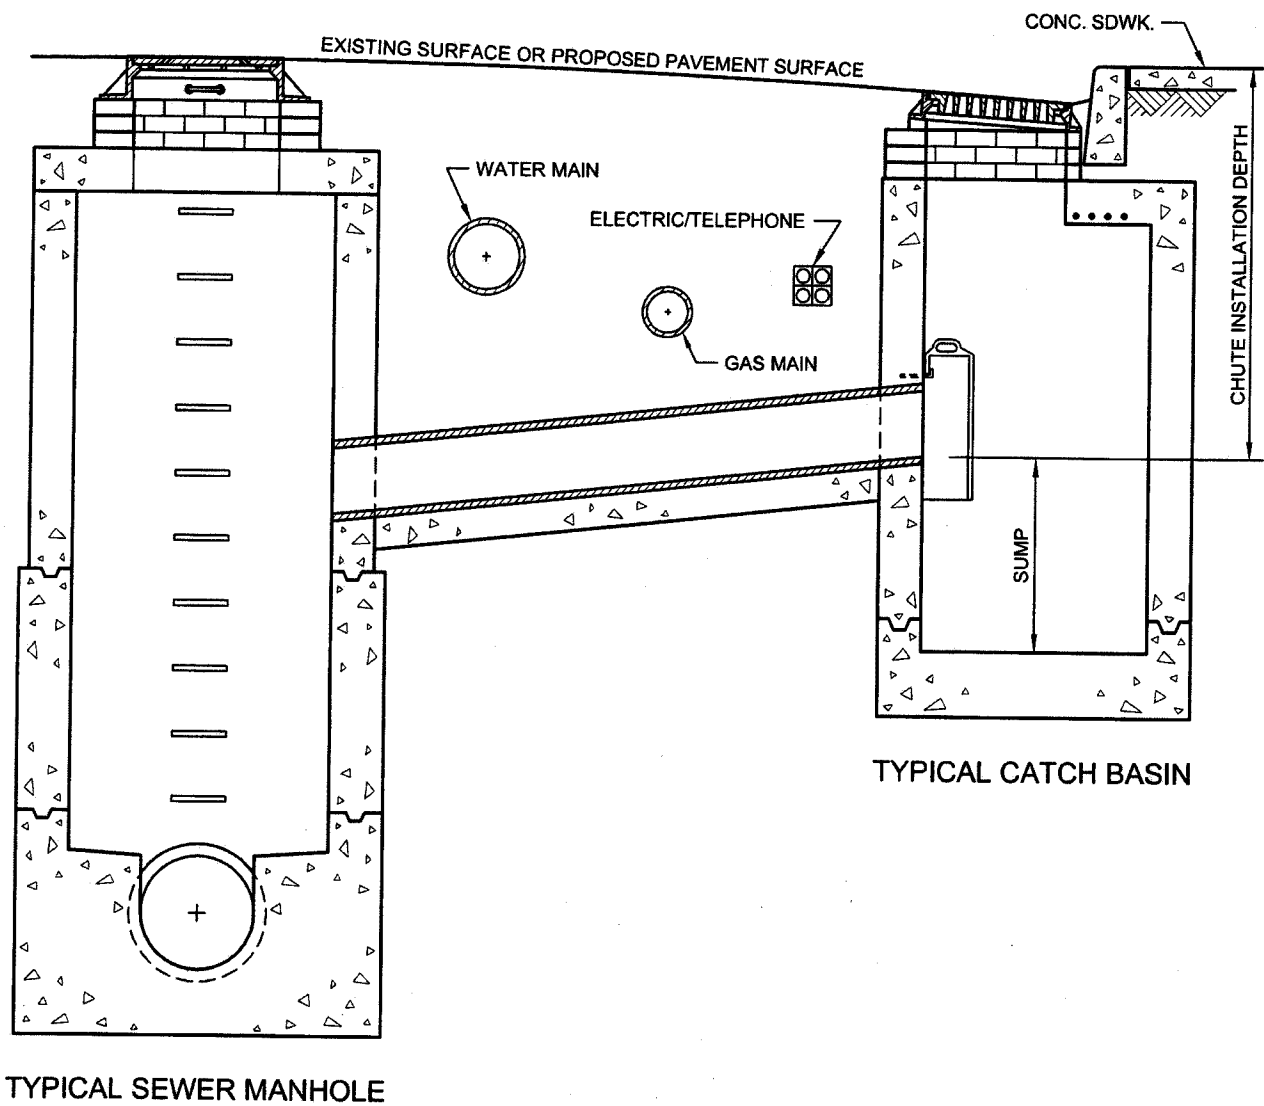 CONC. SDWK.
EXISTING SURFACE OR PROPOSED PAVEMENT SURFACE
WATER MAIN
ELECTRIC/TELEPHONE
GAS MAIN
CHUTE INSTALLATION DEPTH
SUMP
TYPICAL CATCH BASIN
TYPICAL SEWER MANHOLE